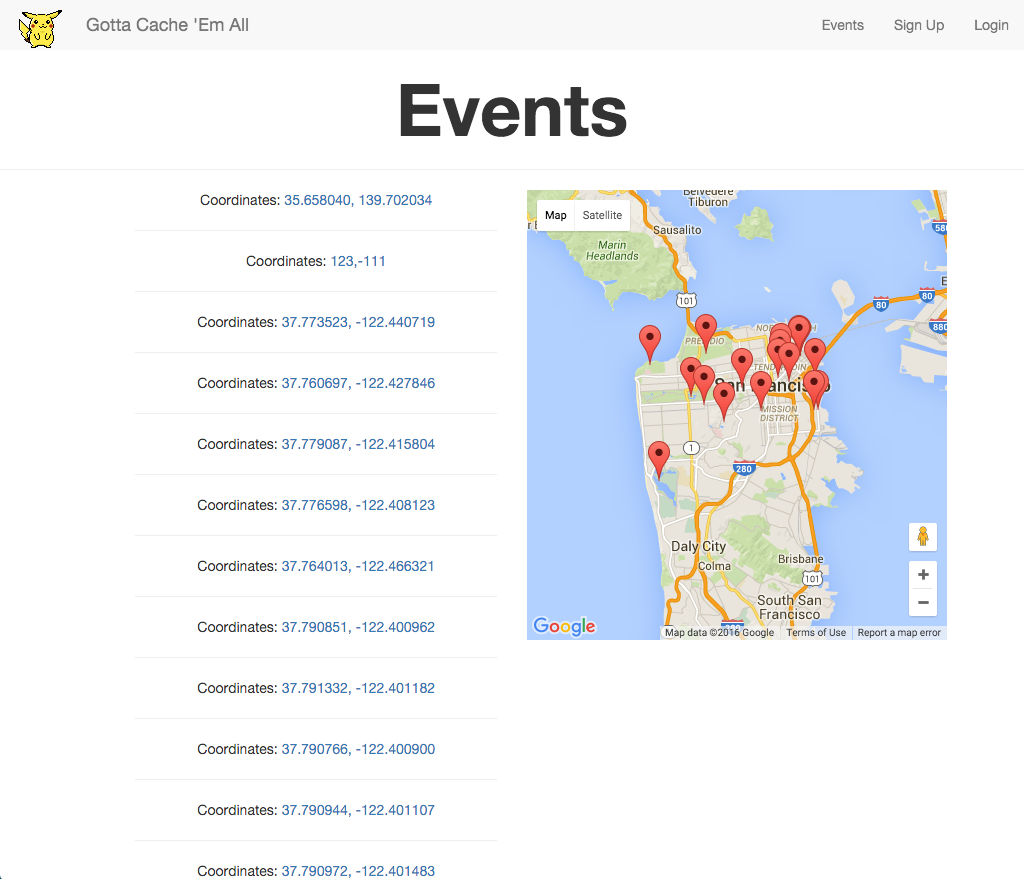 Gotta Cache 'Em All
Events
Sign Up
Login
Events
Coordinates: 35.658040, 139.702034
Coordinates: 123,-111
Coordinates: 37.773523, -122.440719
Coordinates: 37.760697, -122.427846
Coordinates: 37.779087, -122.415804
Coordinates: 37.776598, -122.408123
Coordinates: 37.764013, -122.466321
Coordinates: 37.790851, -122.400962
Coordinates: 37.791332, -122.401182
Coordinates: 37.790766, -122.400900
Coordinates: 37.790944, -122.401107
Coordinates: 37.790972, -122.401483
Map
Satellite
Belvedere
Tiburon
Sausalito
Marin
Headlands
101
580
80
80
880
San Francisco
MISSION
DISTRICT
1
280
Daly City
Colma
Brisbane
101
South San
Francisco
Google
Map data ©2016 Google
Terms of Use
Report a map error